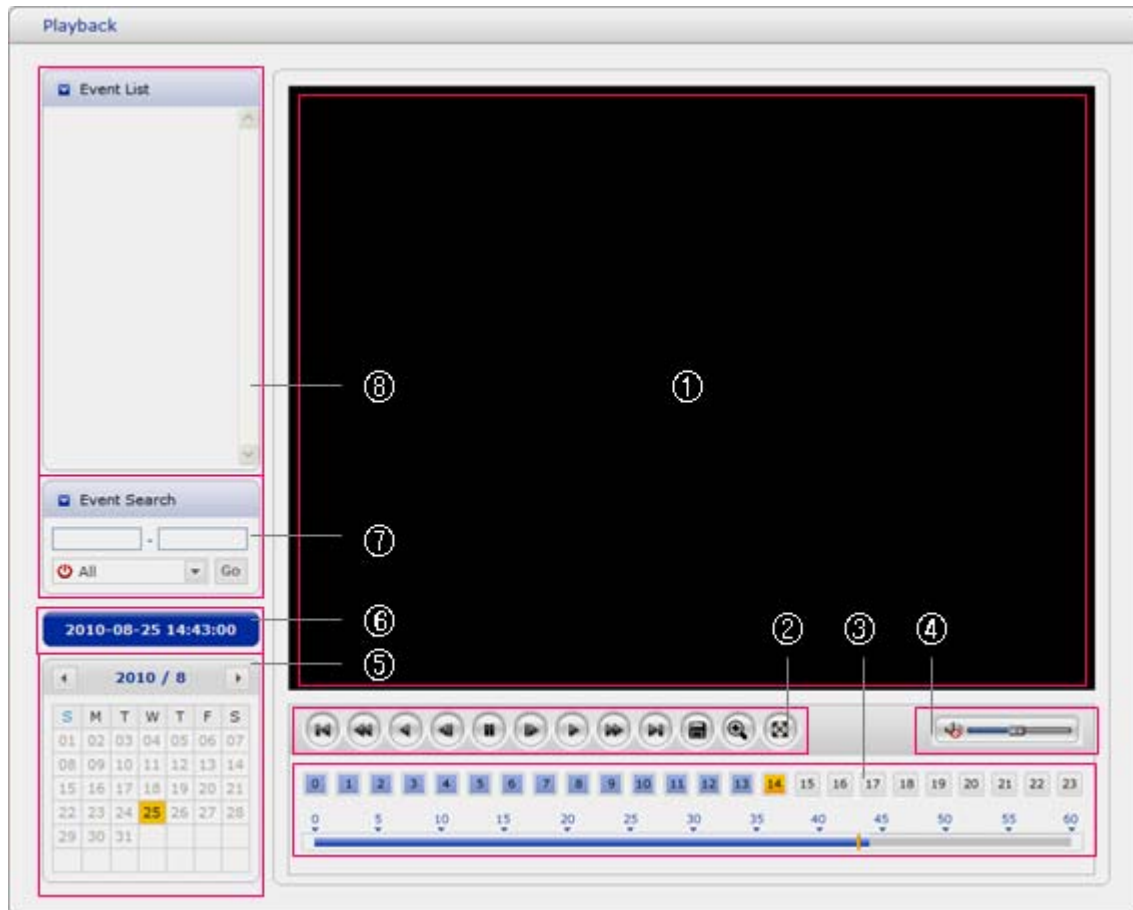 Playback
Event List
⑧
①
Event Search
-
⑦
All Go
2010-08-25 14:43:00
⑥
② ③ ④
⑤
2010 / 8
S M T W T F S
01 02 03 04 05 06 07
08 09 10 11 12 13 14
15 16 17 18 19 20 21
22 23 24 25 26 27 28
29 30 31
0 1 2 3 4 5 6 7 8 9 10 11 12 13 14 15 16 17 18 19 20 21 22 23
0 5 10 15 20 25 30 35 40 45 50 55 60